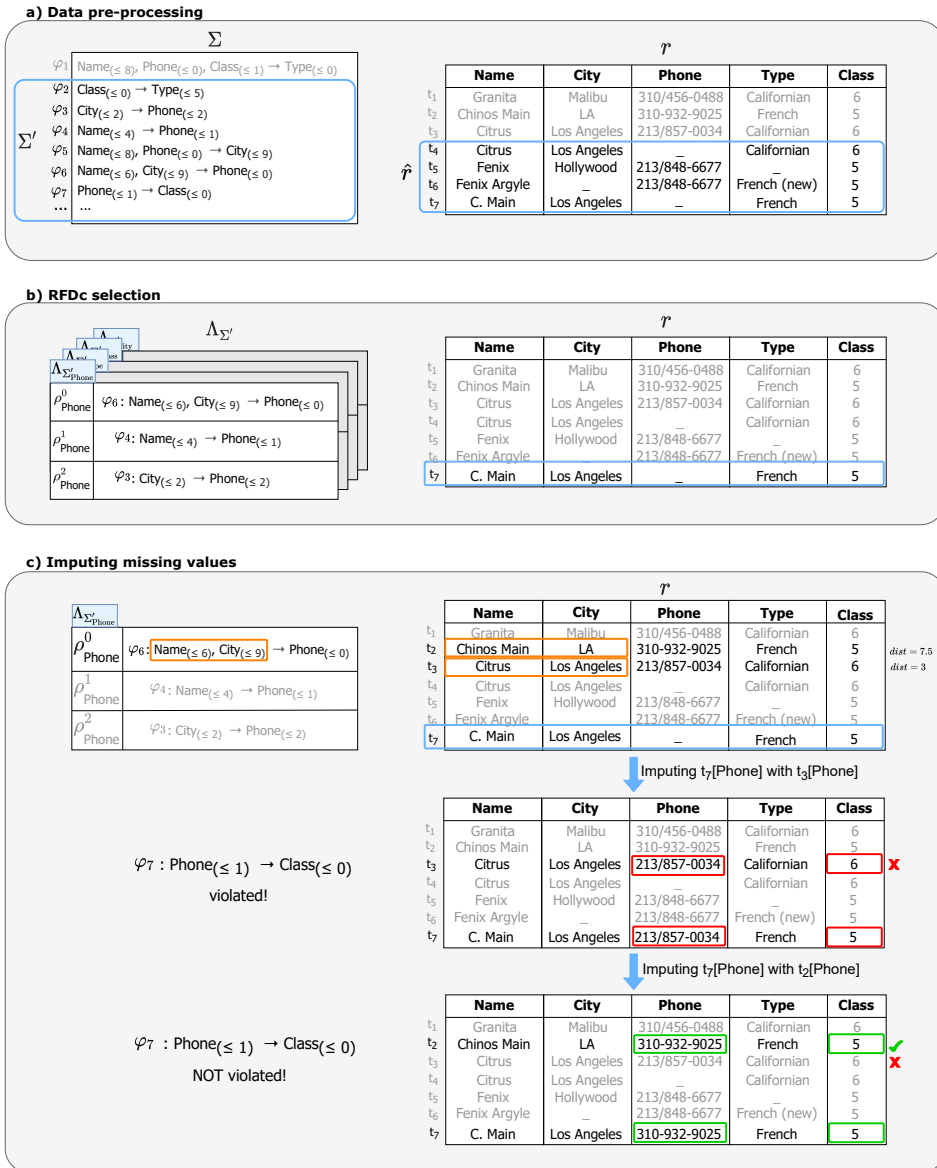 a) Data pre-processing
Σ
φ1 Name(≤ 8), Phone(≤ 0), Class(≤ 1) → Type(≤ 0)
φ2 Class(≤ 0) → Type(≤ 5)
φ3 City(≤ 2) → Phone(≤ 2)
Σ′ φ4 Name(≤ 4) → Phone(≤ 1)
φ5 Name(≤ 8), Phone(≤ 0) → City(≤ 9)
φ6 Name(≤ 6), City(≤ 9) → Phone(≤ 0)
φ7 Phone(≤ 1) → Class(≤ 0)
... ...
r
Name City Phone Type Class
t1 Granita Malibu 310/456-0488 Californian 6
t2 Chinos Main LA 310-932-9025 French 5
t3 Citrus Los Angeles 213/857-0034 Californian 6
t4 Citrus Los Angeles _ Californian 6
r̂ t5 Fenix Hollywood 213/848-6677 _ 5
t6 Fenix Argyle _ 213/848-6677 French (new) 5
t7 C. Main Los Angeles _ French 5
b) RFDc selection
ΛΣ′
ΛΣ′Phone
ρ0Phone φ6: Name(≤ 6), City(≤ 9) → Phone(≤ 0)
ρ1Phone φ4: Name(≤ 4) → Phone(≤ 1)
ρ2Phone φ3: City(≤ 2) → Phone(≤ 2)
r
Name City Phone Type Class
t1 Granita Malibu 310/456-0488 Californian 6
t2 Chinos Main LA 310-932-9025 French 5
t3 Citrus Los Angeles 213/857-0034 Californian 6
t4 Citrus Los Angeles _ Californian 6
t5 Fenix Hollywood 213/848-6677 _ 5
t6 Fenix Argyle _ 213/848-6677 French (new) 5
t7 C. Main Los Angeles _ French 5
c) Imputing missing values
ΛΣ′Phone
ρ0Phone φ6: Name(≤ 6), City(≤ 9) → Phone(≤ 0)
ρ1Phone φ4: Name(≤ 4) → Phone(≤ 1)
ρ2Phone φ3: City(≤ 2) → Phone(≤ 2)
r
Name City Phone Type Class
t1 Granita Malibu 310/456-0488 Californian 6
t2 Chinos Main LA 310-932-9025 French 5 dist = 7.5
t3 Citrus Los Angeles 213/857-0034 Californian 6 dist = 3
t4 Citrus Los Angeles _ Californian 6
t5 Fenix Hollywood 213/848-6677 _ 5
t6 Fenix Argyle _ 213/848-6677 French (new) 5
t7 C. Main Los Angeles _ French 5
Imputing t7[Phone] with t3[Phone]
φ7 : Phone(≤ 1) → Class(≤ 0)
violated!
Name City Phone Type Class
t1 Granita Malibu 310/456-0488 Californian 6
t2 Chinos Main LA 310-932-9025 French 5
t3 Citrus Los Angeles 213/857-0034 Californian 6 X
t4 Citrus Los Angeles _ Californian 6
t5 Fenix Hollywood 213/848-6677 _ 5
t6 Fenix Argyle _ 213/848-6677 French (new) 5
t7 C. Main Los Angeles 213/857-0034 French 5
Imputing t7[Phone] with t2[Phone]
φ7 : Phone(≤ 1) → Class(≤ 0)
NOT violated!
Name City Phone Type Class
t1 Granita Malibu 310/456-0488 Californian 6
t2 Chinos Main LA 310-932-9025 French 5 ✓
t3 Citrus Los Angeles 213/857-0034 Californian 6 X
t4 Citrus Los Angeles _ Californian 6
t5 Fenix Hollywood 213/848-6677 _ 5
t6 Fenix Argyle _ 213/848-6677 French (new) 5
t7 C. Main Los Angeles 310-932-9025 French 5